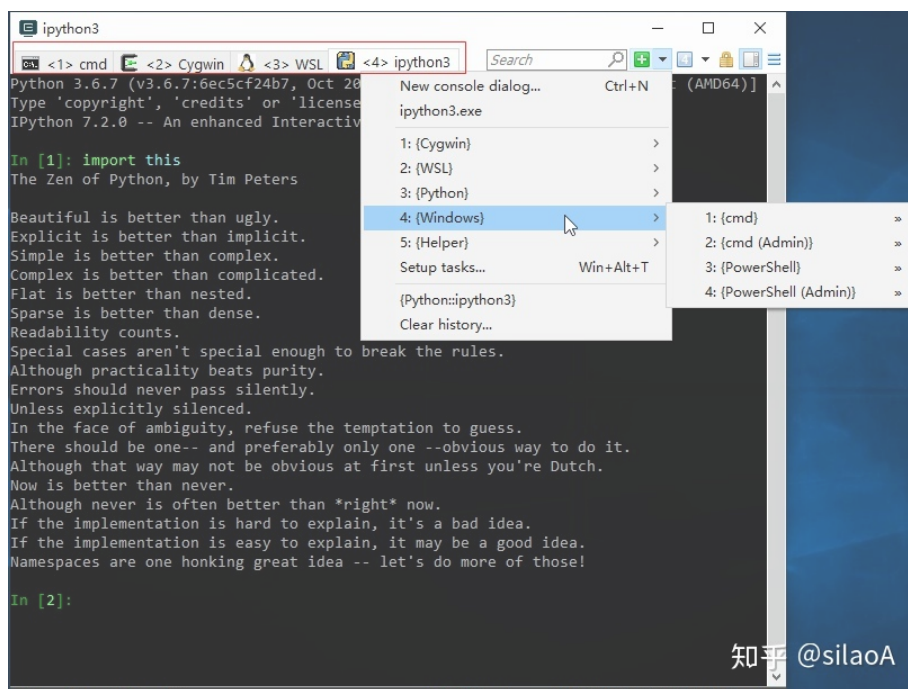 ipython3
<1> cmd <2> Cygwin <3> WSL <4> ipython3 Search
Python 3.6.7 (v3.6.7:6ec5cf24b7, Oct 20 (AMD64)]
Type 'copyright', 'credits' or 'license
IPython 7.2.0 -- An enhanced Interactiv
New console dialog... Ctrl+N
ipython3.exe
1: {Cygwin}
2: {WSL}
3: {Python}
4: {Windows}
5: {Helper}
Setup tasks... Win+Alt+T
{Python::ipython3}
Clear history...
1: {cmd} »
2: {cmd (Admin)} »
3: {PowerShell} »
4: {PowerShell (Admin)} »
In [1]: import this
The Zen of Python, by Tim Peters
Beautiful is better than ugly.
Explicit is better than implicit.
Simple is better than complex.
Complex is better than complicated.
Flat is better than nested.
Sparse is better than dense.
Readability counts.
Special cases aren't special enough to break the rules.
Although practicality beats purity.
Errors should never pass silently.
Unless explicitly silenced.
In the face of ambiguity, refuse the temptation to guess.
There should be one-- and preferably only one --obvious way to do it.
Although that way may not be obvious at first unless you're Dutch.
Now is better than never.
Although never is often better than *right* now.
If the implementation is hard to explain, it's a bad idea.
If the implementation is easy to explain, it may be a good idea.
Namespaces are one honking great idea -- let's do more of those!
In [2]:
知乎 @silaoA